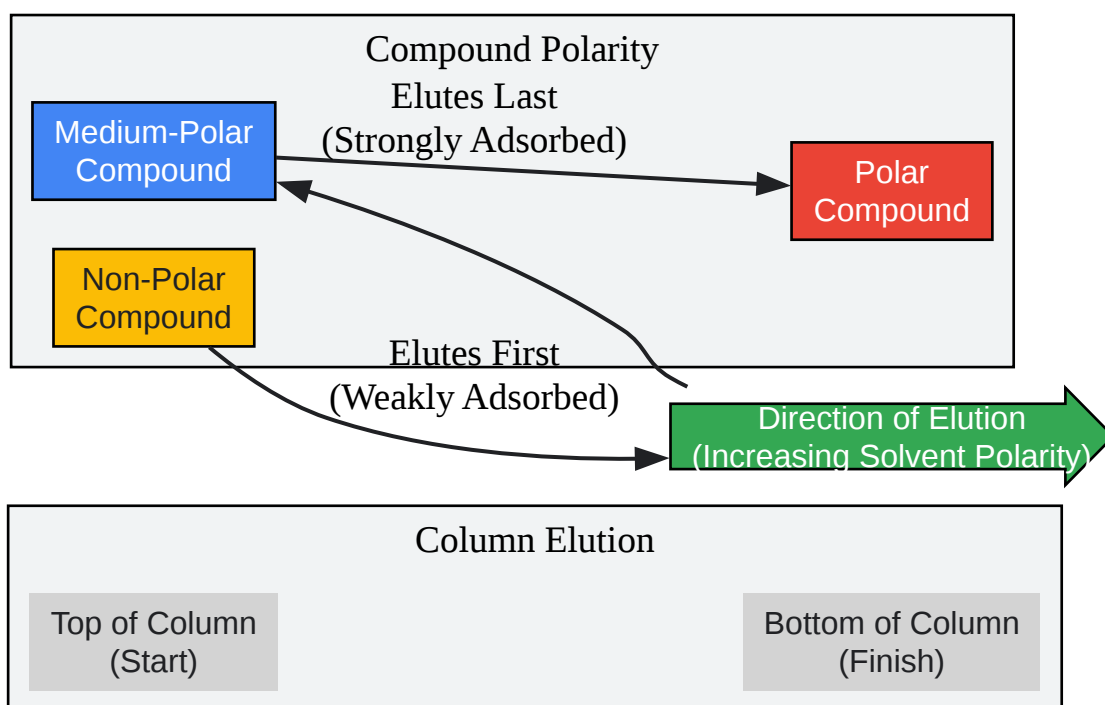 Compound Polarity
Elutes Last
(Strongly Adsorbed)
Medium-Polar
Compound
Polar
Compound
Non-Polar
Compound
Elutes First
(Weakly Adsorbed)
Direction of Elution
(Increasing Solvent Polarity)
Column Elution
Top of Column
(Start)
Bottom of Column
(Finish)